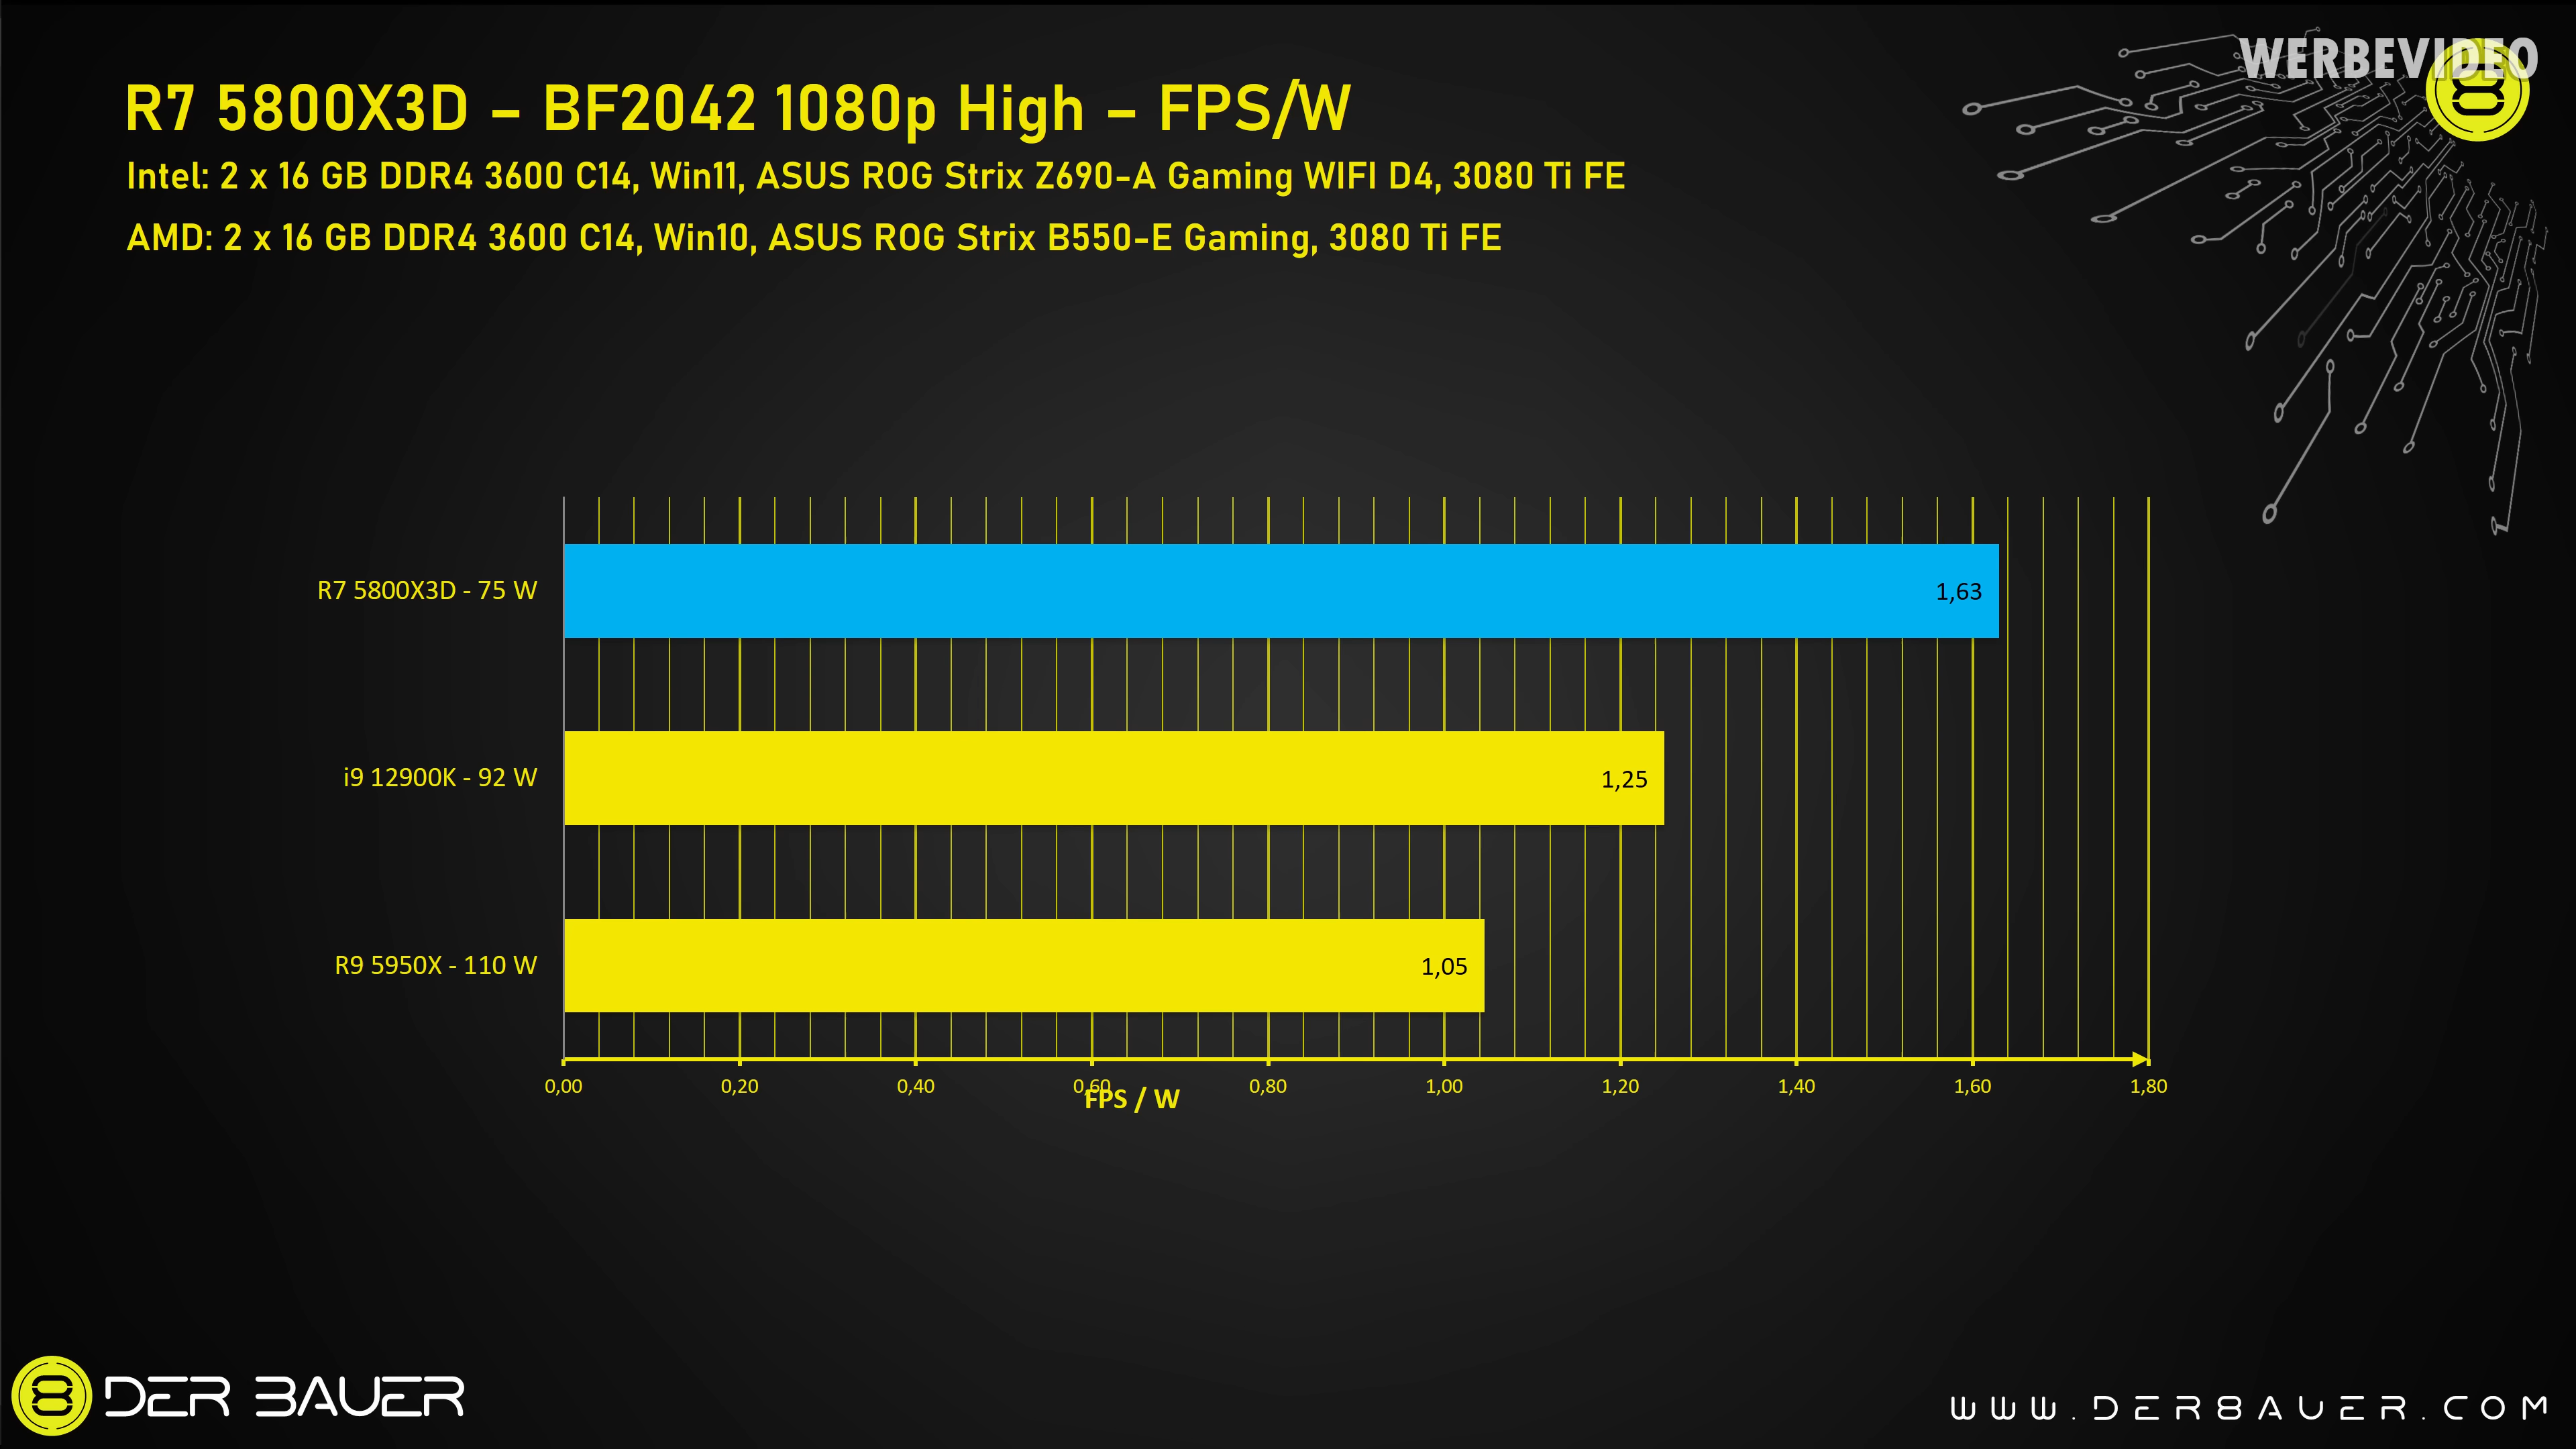 WERBEVIDEO
R7 5800X3D – BF2042 1080p High – FPS/W
Intel: 2 x 16 GB DDR4 3600 C14, Win11, ASUS ROG Strix Z690-A Gaming WIFI D4, 3080 Ti FE
AMD: 2 x 16 GB DDR4 3600 C14, Win10, ASUS ROG Strix B550-E Gaming, 3080 Ti FE
R7 5800X3D - 75 W
1,63
i9 12900K - 92 W
1,25
R9 5950X - 110 W
1,05
0,00 0,20 0,40 0,60 0,80 1,00 1,20 1,40 1,60 1,80
FPS / W
8 DER 8AUER
WWW.DER8AUER.COM